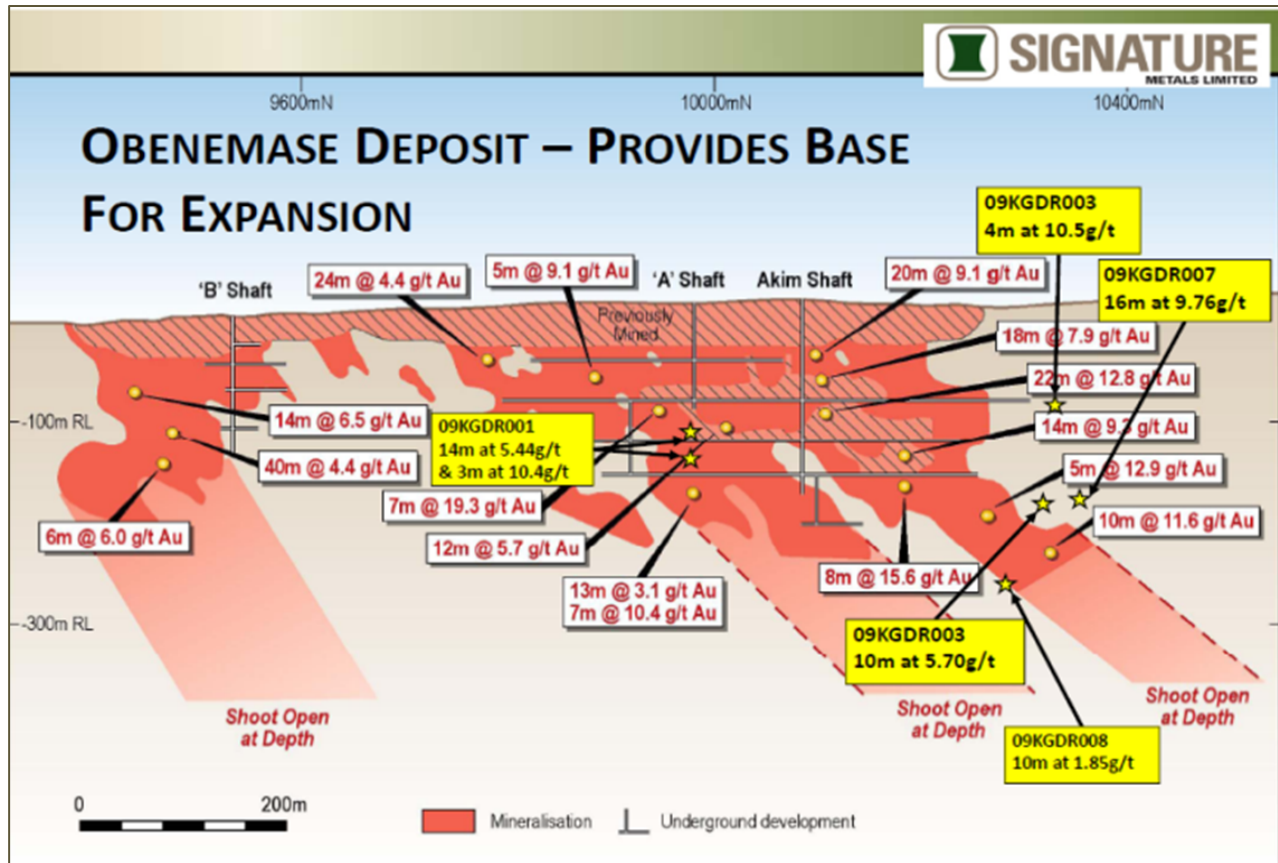 SIGNATURE
METALS LIMITED
9600mN
10000mN
10400mN
OBENEMASE DEPOSIT – PROVIDES BASE
FOR EXPANSION
09KGDR003
4m at 10.5g/t
09KGDR007
16m at 9.76g/t
'B' Shaft
24m @ 4.4 g/t Au
5m @ 9.1 g/t Au
'A' Shaft
Akim Shaft
20m @ 9.1 g/t Au
Previously
Mined
18m @ 7.9 g/t Au
22m @ 12.8 g/t Au
-100m RL
14m @ 6.5 g/t Au
09KGDR001
14m at 5.44g/t
& 3m at 10.4g/t
14m @ 9.3 g/t Au
40m @ 4.4 g/t Au
5m @ 12.9 g/t Au
7m @ 19.3 g/t Au
6m @ 6.0 g/t Au
12m @ 5.7 g/t Au
10m @ 11.6 g/t Au
13m @ 3.1 g/t Au
7m @ 10.4 g/t Au
8m @ 15.6 g/t Au
-300m RL
09KGDR003
10m at 5.70g/t
Shoot Open
at Depth
Shoot Open
at Depth
Shoot Open
at Depth
09KGDR008
10m at 1.85g/t
0
200m
Mineralisation
Underground development